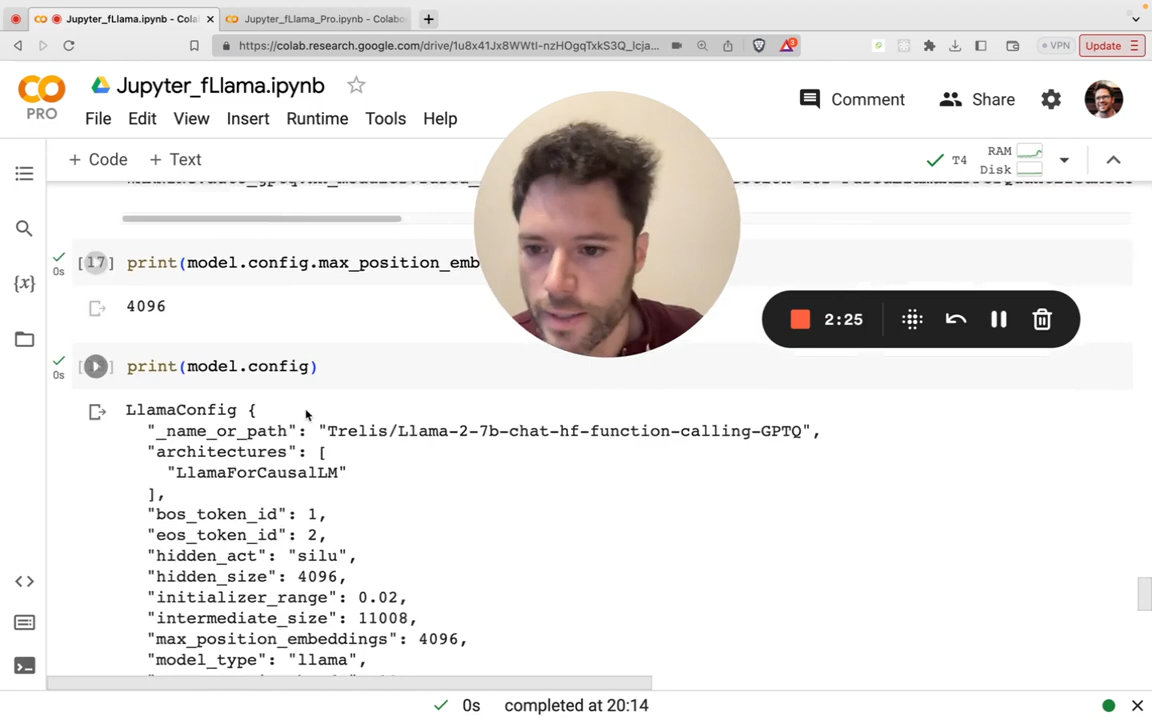 Jupyter_fLlama.ipynb - Colab
Jupyter_fLlama_Pro.ipynb - Colabo
https://colab.research.google.com/drive/1u8x41Jx8WWtI-nzHOgqTxkS3Q_lcja...
VPN
Update
Jupyter_fLlama.ipynb
PRO
File Edit View Insert Runtime Tools Help
Comment
Share
+ Code + Text
T4
RAM
Disk
[17] print(model.config.max_position_emb
0s
4096
print(model.config)
0s
LlamaConfig {
"_name_or_path": "Trelis/Llama-2-7b-chat-hf-function-calling-GPTQ",
"architectures": [
"LlamaForCausalLM"
],
"bos_token_id": 1,
"eos_token_id": 2,
"hidden_act": "silu",
"hidden_size": 4096,
"initializer_range": 0.02,
"intermediate_size": 11008,
"max_position_embeddings": 4096,
"model_type": "llama",
2:25
{x}
0s completed at 20:14